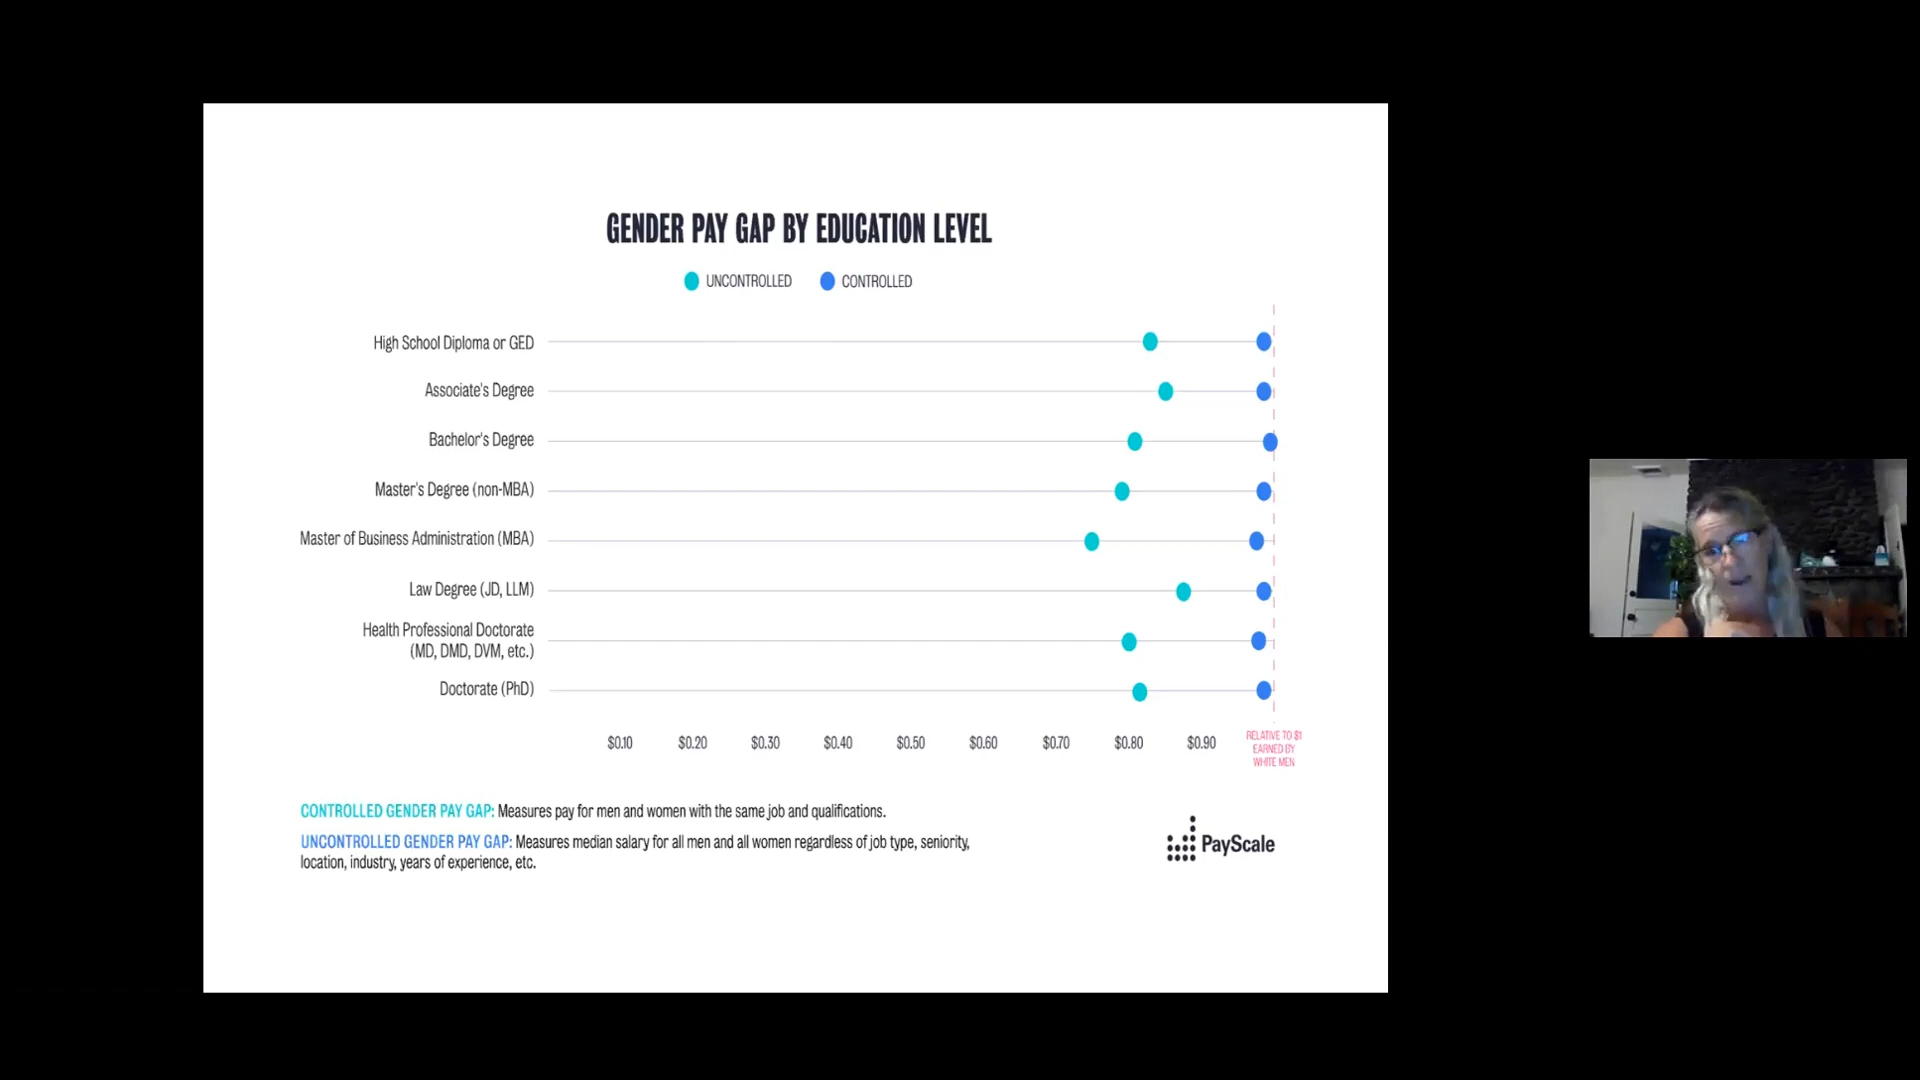 GENDER PAY GAP BY EDUCATION LEVEL
UNCONTROLLED CONTROLLED
High School Diploma or GED
Associate's Degree
Bachelor's Degree
Master's Degree (non-MBA)
Master of Business Administration (MBA)
Law Degree (JD, LLM)
Health Professional Doctorate
(MD, DMD, DVM, etc.)
Doctorate (PhD)
$0.10 $0.20 $0.30 $0.40 $0.50 $0.60 $0.70 $0.80 $0.90
RELATIVE TO $1
EARNED BY
WHITE MEN
CONTROLLED GENDER PAY GAP: Measures pay for men and women with the same job and qualifications.
UNCONTROLLED GENDER PAY GAP: Measures median salary for all men and all women regardless of job type, seniority,
location, industry, years of experience, etc.
PayScale